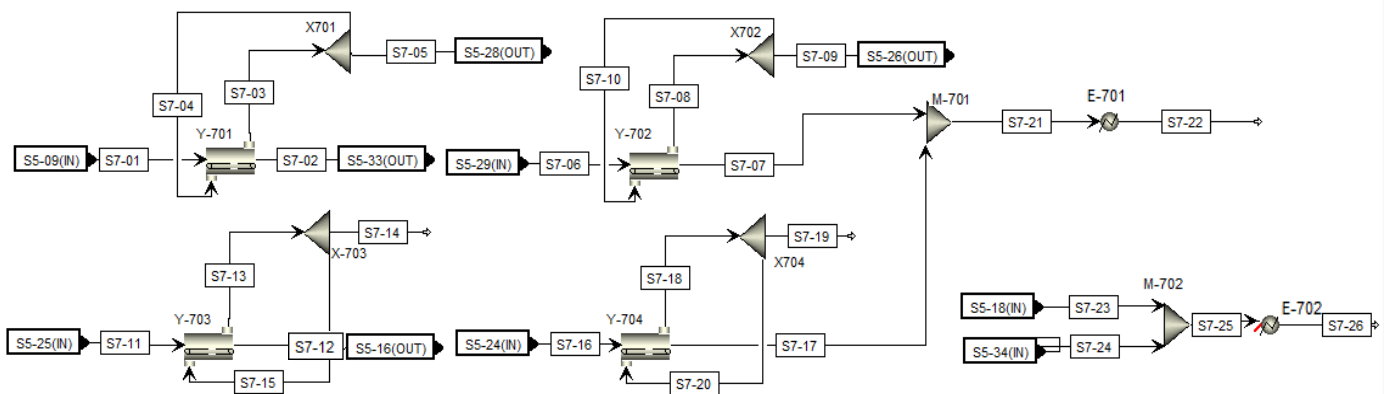 X701
S7-05
S5-28(OUT)
S7-04
S7-03
Y-701
S5-09(IN)
S7-01
S7-02
S5-33(OUT)
X702
S7-09
S5-26(OUT)
S7-10
S7-08
Y-702
S5-29(IN)
S7-06
S7-07
M-701
S7-21
E-701
S7-22
S7-14
X-703
S7-13
Y-703
S5-25(IN)
S7-11
S7-12
S5-16(OUT)
S7-15
S7-19
X704
S7-18
Y-704
S5-24(IN)
S7-16
S7-17
S7-20
M-702
S5-18(IN)
S7-23
S5-34(IN)
S7-24
S7-25
E-702
S7-26